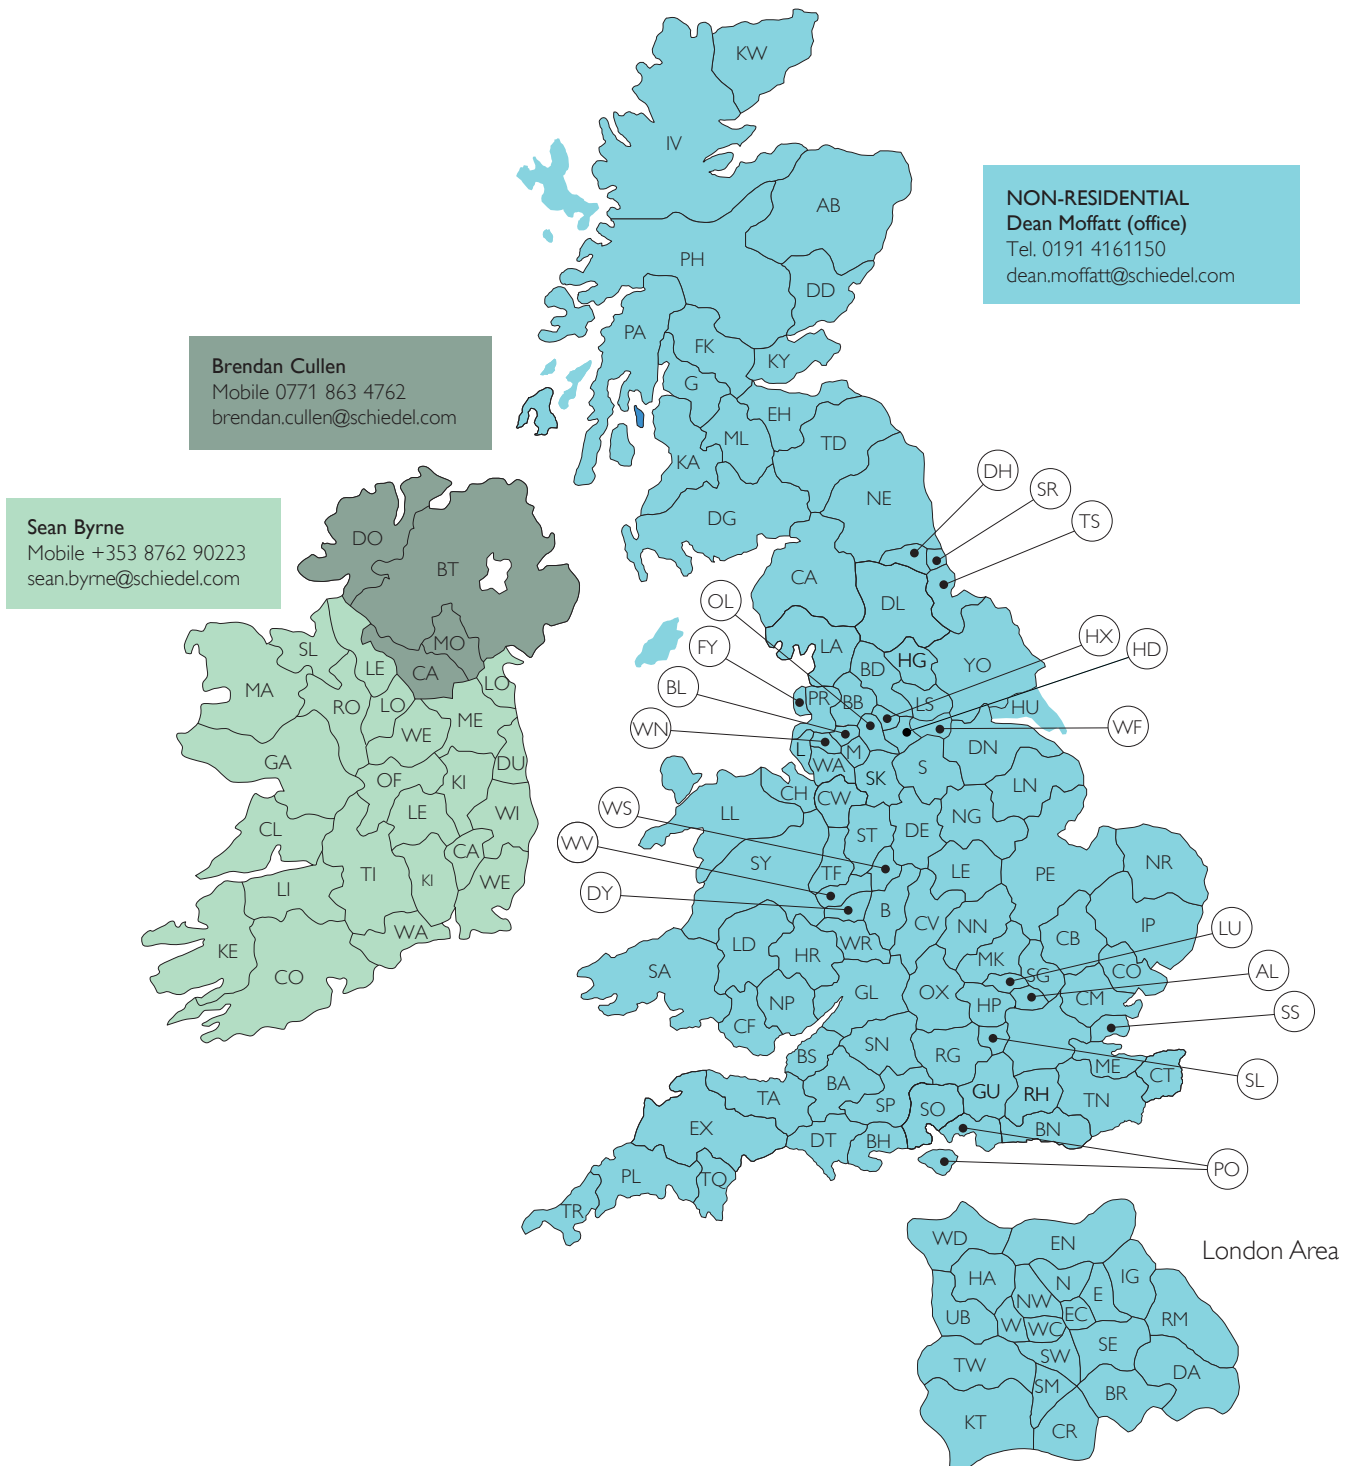 KW
IV
AB
NON-RESIDENTIAL
Dean Moffatt (office)
Tel. 0191 4161150
dean.moffatt@schiedel.com
PH
DD
PA
FK
KY
G
Brendan Cullen
Mobile 0771 863 4762
brendan.cullen@schiedel.com
EH
ML
TD
KA
NE
DG
DH
SR
TS
Sean Byrne
Mobile +353 8762 90223
sean.byrne@schiedel.com
DO
BT
CA
DL
OL
FY
BL
WN
HX
HD
WF
MO
SL
LE
CA
LO
MA
RO
LO
ME
WE
GA
DU
OF
KI
LE
WI
CL
CA
TI
KI
WE
LI
WA
KE
CO
LA
BD
HG
YO
PR
BB
LS
HU
L
M
WA
SK
S
DN
LN
CH
CW
LL
ST
DE
NG
WS
WV
DY
SY
TF
LE
PE
NR
B
CV
NN
CB
IP
LU
AL
SS
SL
PO
LD
HR
WR
MK
SG
CO
SA
NP
GL
OX
HP
CM
CF
SN
BS
RG
ME
CT
BA
GU
RH
TN
TA
SP
SO
EX
DT
BH
BN
PL
TQ
TR
London Area
WD
EN
HA
N
IG
NW
E
UB
W
WC
EC
RM
SW
SE
TW
SM
DA
BR
KT
CR